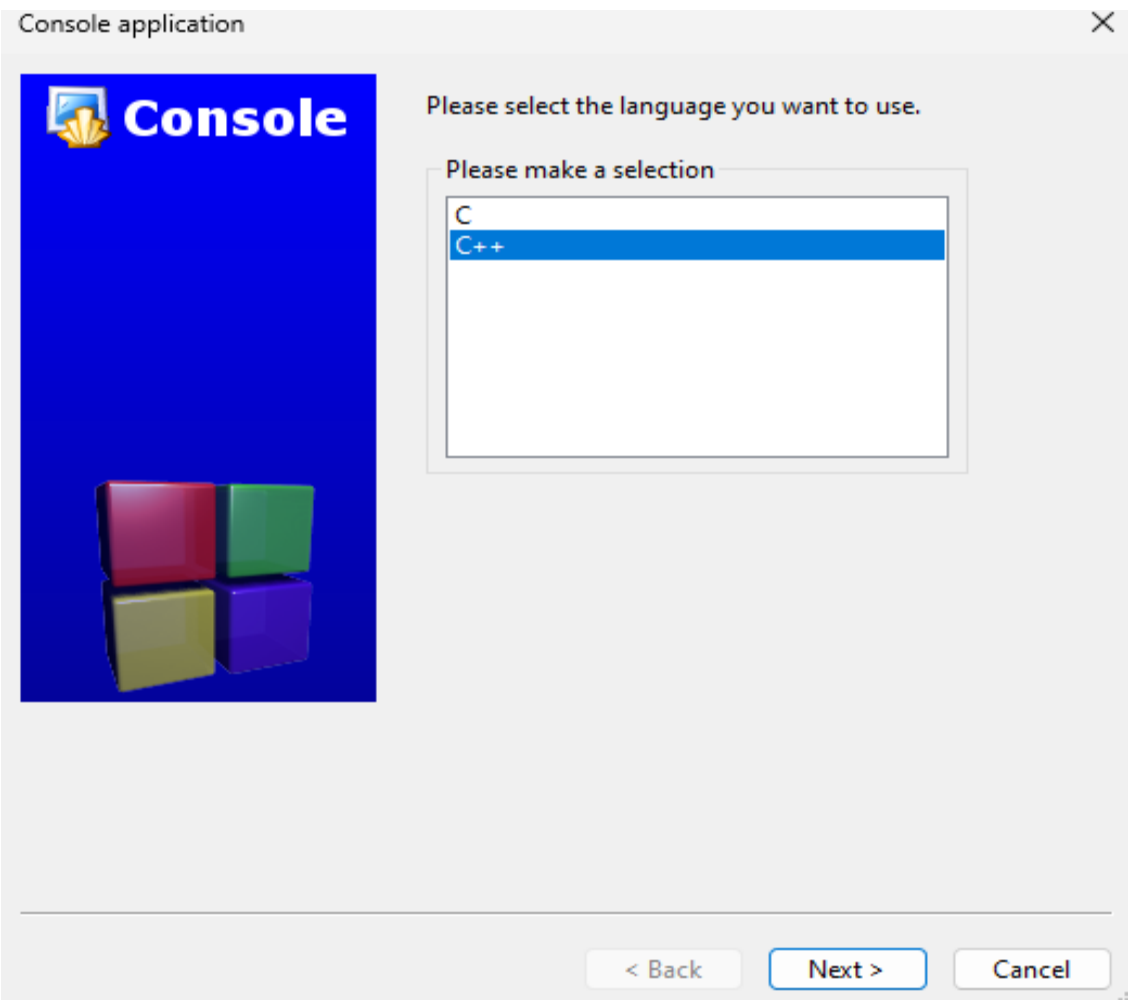 Console application
Console
Please select the language you want to use.
Please make a selection
C
C++
< Back
Next >
Cancel